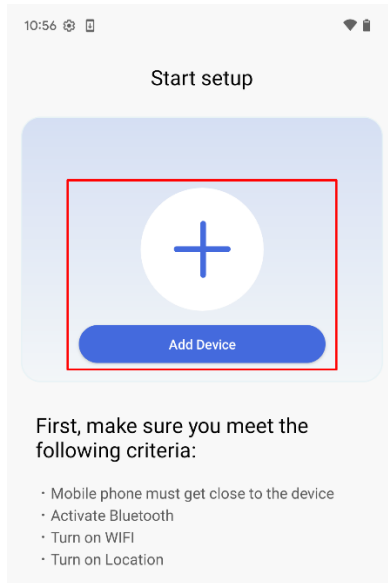 10:56
Start setup
Add Device
First, make sure you meet the
following criteria:
· Mobile phone must get close to the device
· Activate Bluetooth
· Turn on WIFI
· Turn on Location